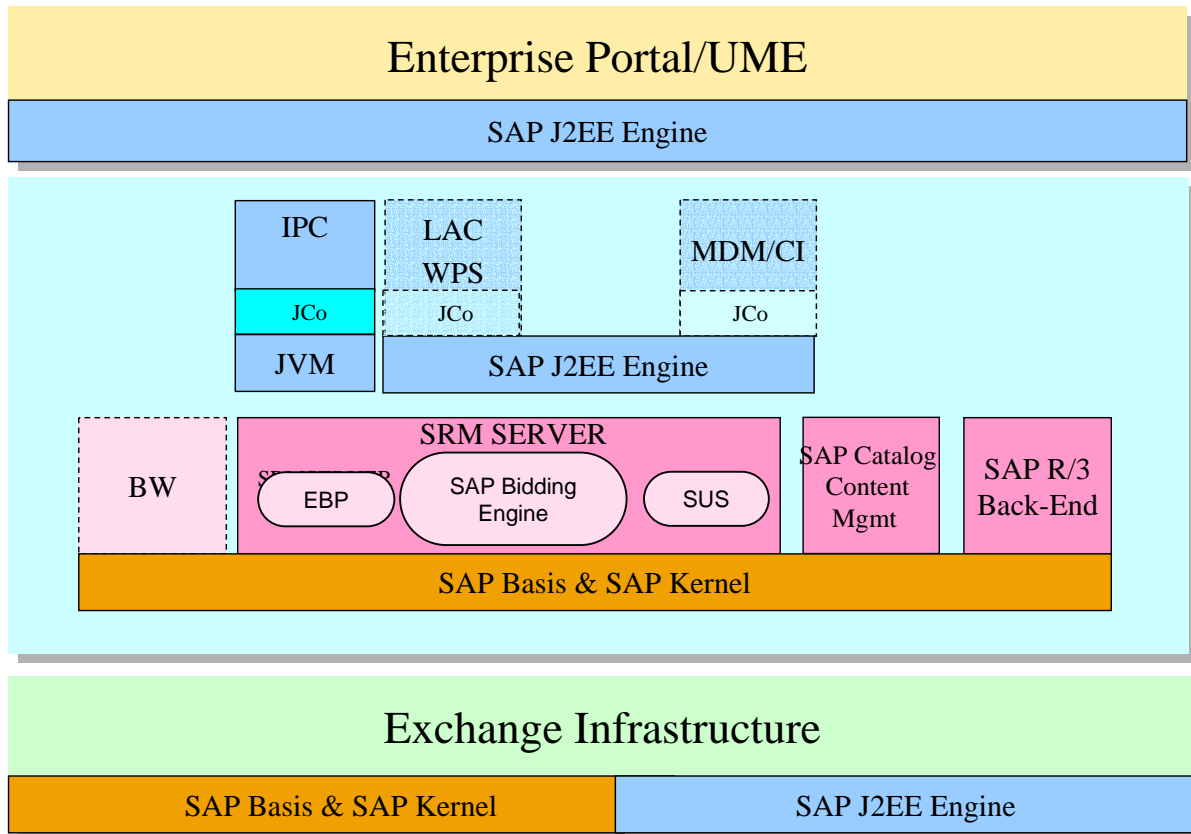 Enterprise Portal/UME
SAP J2EE Engine
IPC
LAC
WPS
MDM/CI
JCo
JCo
JCo
JVM
SAP J2EE Engine
BW
SRM SERVER
EBP
SAP Bidding
Engine
SUS
SAP Catalog
Content
Mgmt
SAP R/3
Back-End
SAP Basis & SAP Kernel
Exchange Infrastructure
SAP Basis & SAP Kernel
SAP J2EE Engine